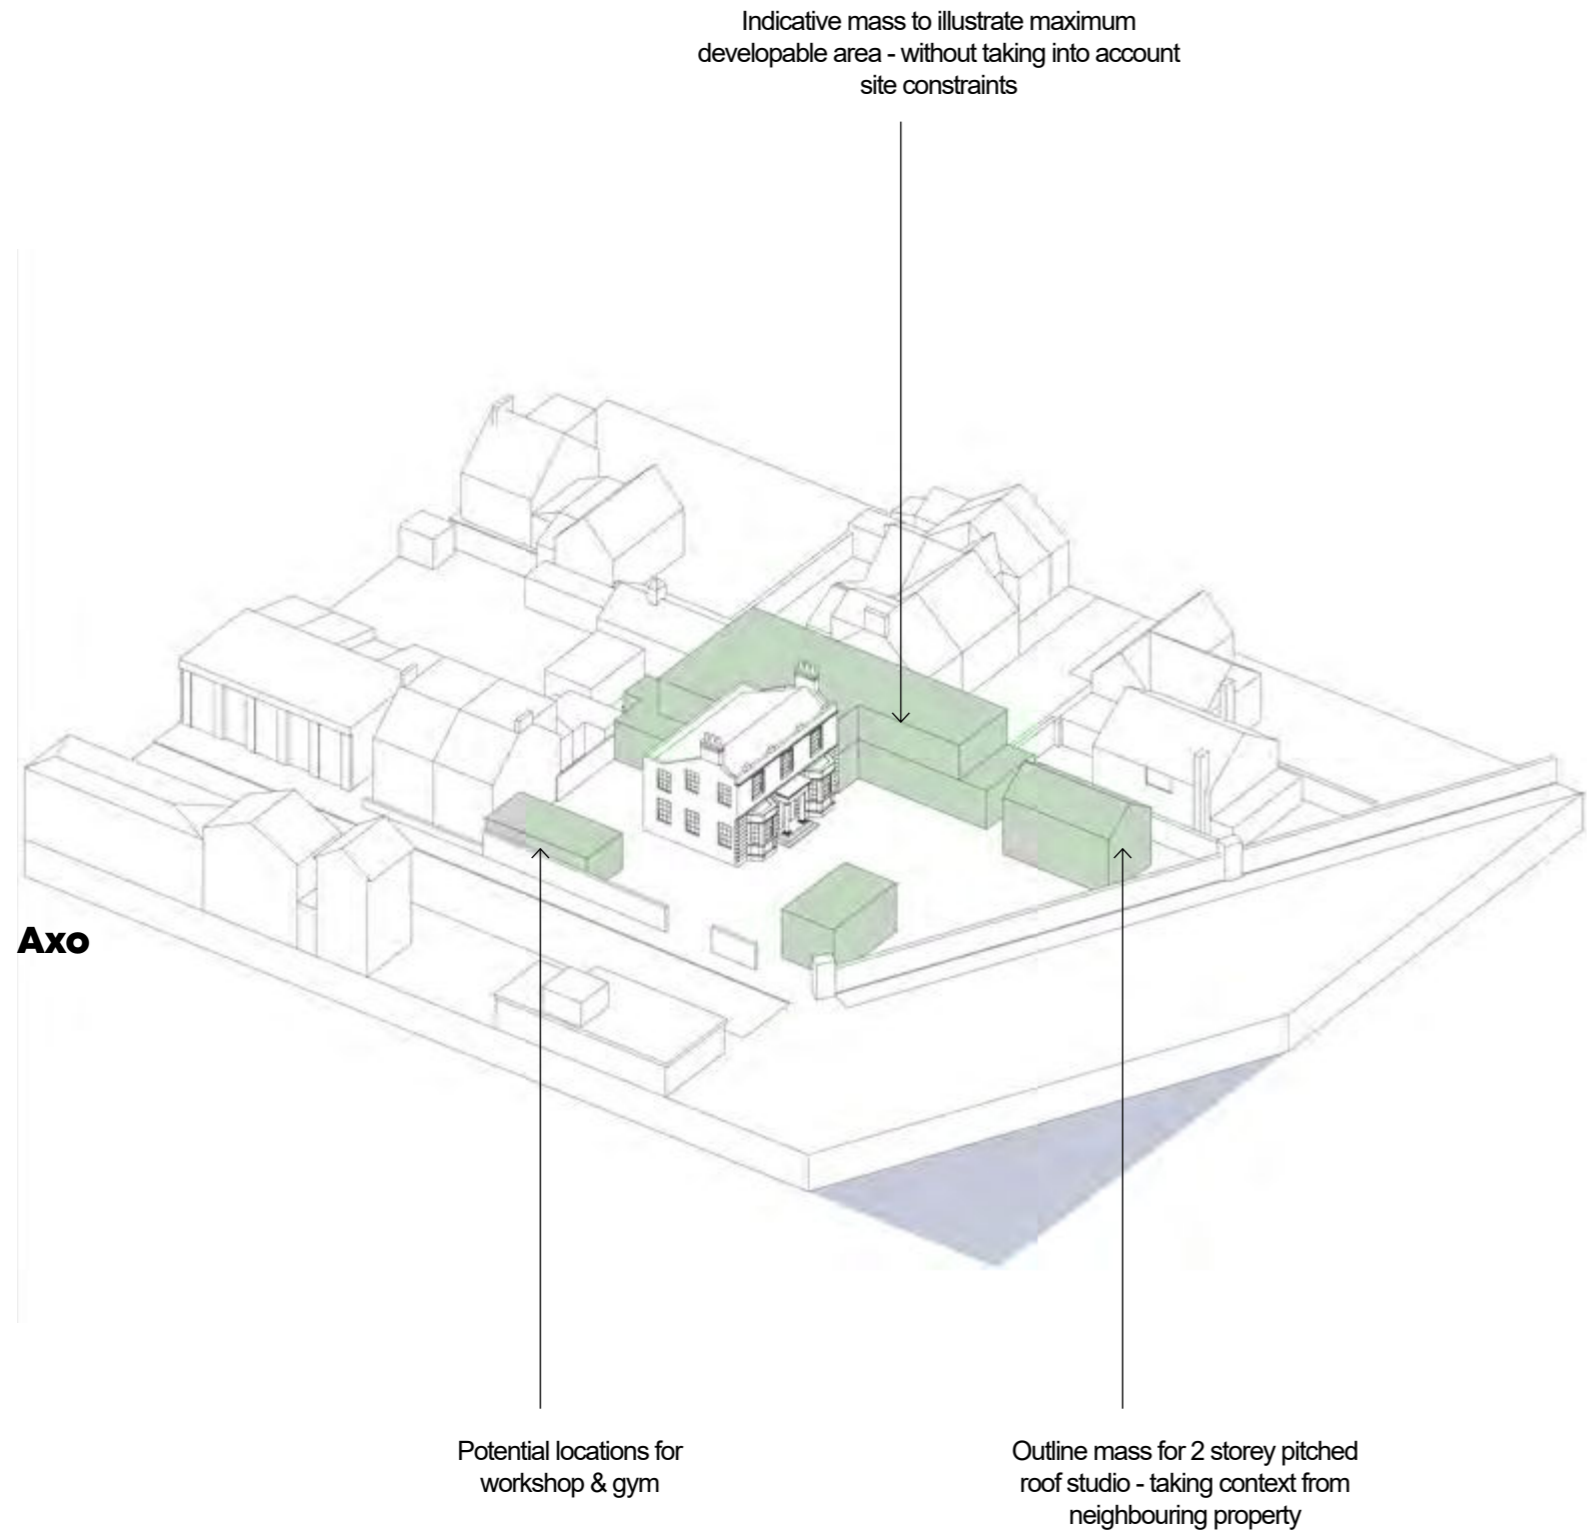 Indicative mass to illustrate maximum
developable area - without taking into account
site constraints
Axo
Potential locations for
workshop & gym
Outline mass for 2 storey pitched
roof studio - taking context from
neighbouring property